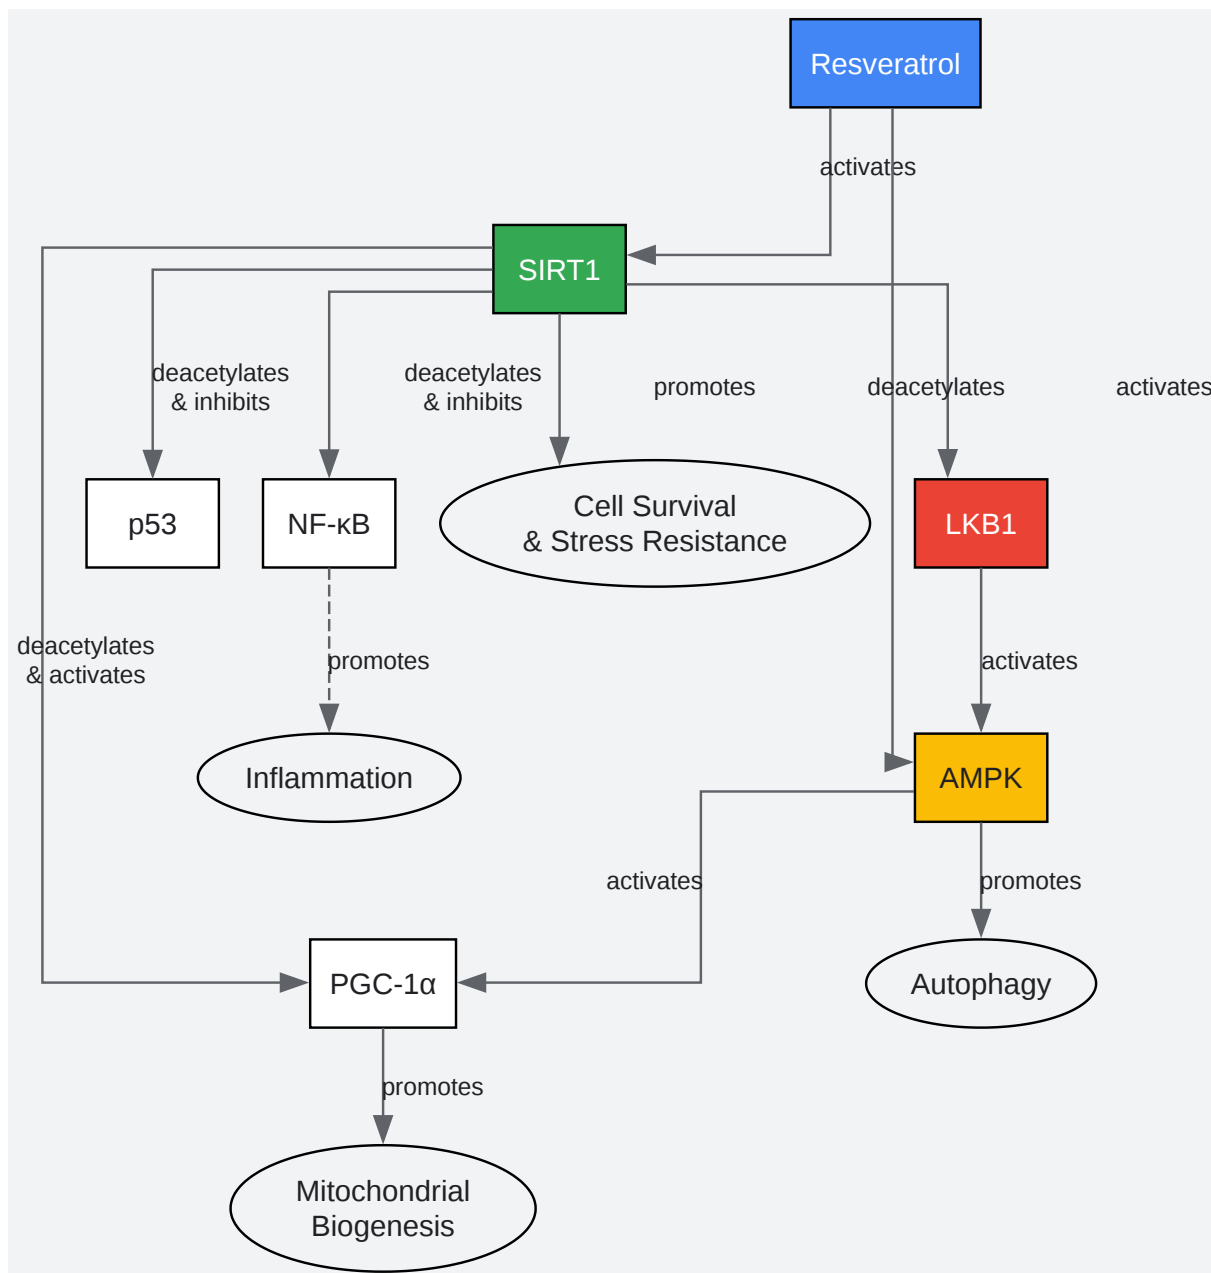 Resveratrol
activates
SIRT1
deacetylates
& inhibits
deacetylates
& inhibits
promotes
deacetylates
activates
p53
NF-κB
Cell Survival
& Stress Resistance
LKB1
deacetylates
& activates
promotes
activates
Inflammation
AMPK
activates
promotes
PGC-1α
Autophagy
promotes
Mitochondrial
Biogenesis